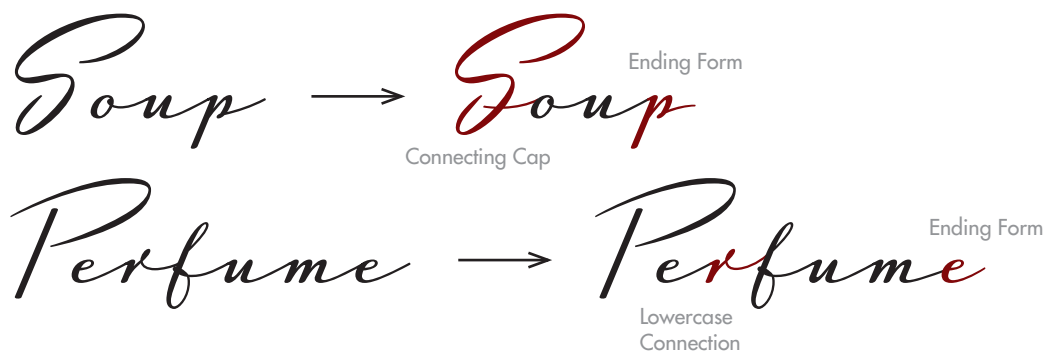 Soup Soup
Ending Form
Connecting Cap
Perfume Perfume
Ending Form
Lowercase
Connection